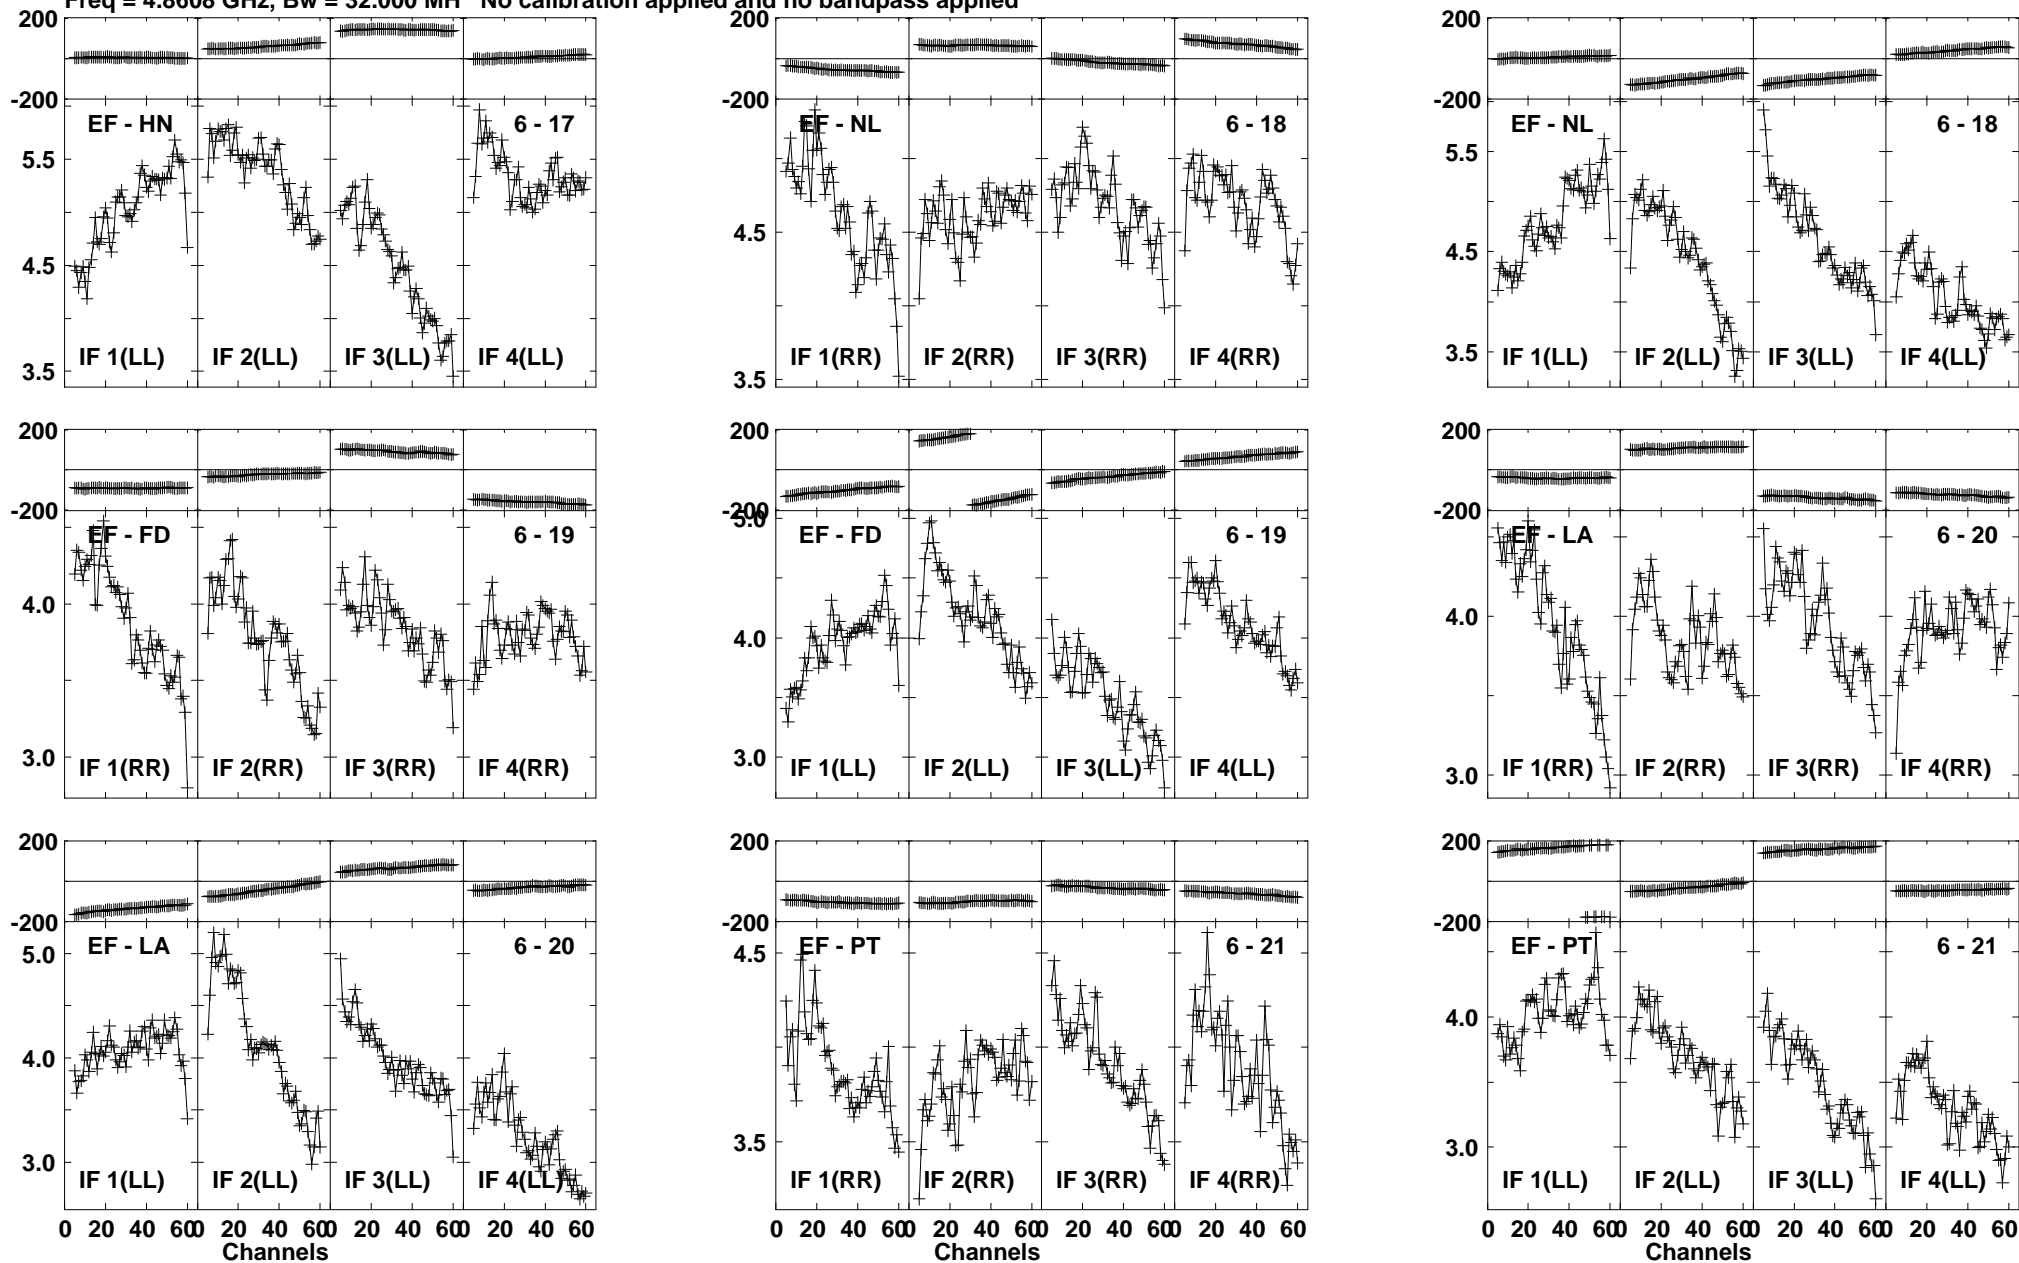 Freq = 4.8608 GHz, Bw = 32.000 MH No calibration applied and no bandpass applied
200 200 200
-200 -200 -200
EF - HN 6 - 17 EF - NL 6 - 18 EF - NL 6 - 18
5.5 5.5
4.5 4.5 4.5
IF 1(LL) IF 2(LL) IF 3(LL) IF 4(LL) IF 1(RR) IF 2(RR) IF 3(RR) IF 4(RR) IF 1(LL) IF 2(LL) IF 3(LL) IF 4(LL)
3.5 3.5 3.5
200 200 200
-200 -200 -200
5.0
EF - FD 6 - 19 EF - FD 6 - 19 EF - LA 6 - 20
4.0 4.0 4.0
3.0 3.0 3.0
IF 1(RR) IF 2(RR) IF 3(RR) IF 4(RR) IF 1(LL) IF 2(LL) IF 3(LL) IF 4(LL) IF 1(RR) IF 2(RR) IF 3(RR) IF 4(RR)
200 200 200
-200 -200 -200
EF - LA 6 - 20 EF - PT 6 - 21 EF - PT 6 - 21
5.0 4.5
4.0 4.0
3.0 3.5 3.0
IF 1(LL) IF 2(LL) IF 3(LL) IF 4(LL) IF 1(RR) IF 2(RR) IF 3(RR) IF 4(RR) IF 1(LL) IF 2(LL) IF 3(LL) IF 4(LL)
0 20 40 60 0 20 40 60 0 20 40 60 0 20 40 60 0 20 40 60 0 20 40 60 0 20 40 60 0 20 40 60 0 20 40 60 0 20 40 60 0 20 40 60 0 20 40 60
Channels Channels Channels